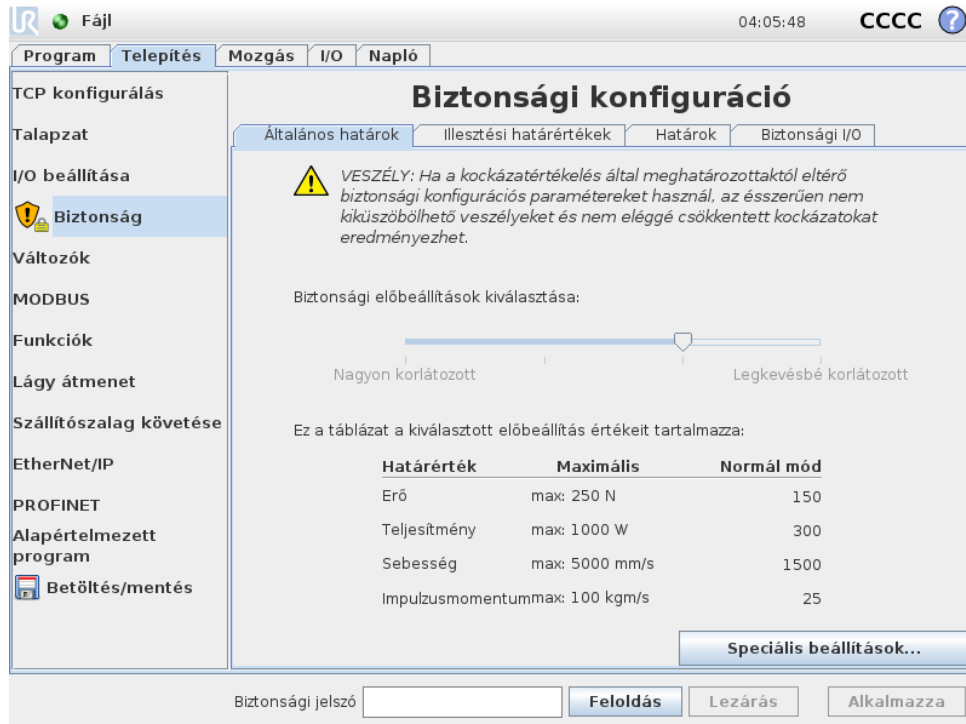 UR Fájl 04:05:48 CCCC ?
Program Telepítés Mozgás I/O Napló
TCP konfigurálás
Talapzat
I/O beállítása
Biztonság
Változók
MODBUS
Funkciók
Lágy átmenet
Szállítószalag követése
EtherNet/IP
PROFINET
Alapértelmezett
program
Betöltés/mentés
Biztonsági konfiguráció
Általános határok Illesztési határértékek Határok Biztonsági I/O
VESZÉLY: Ha a kockázatértékelés által meghatározottaktól eltérő
biztonsági konfigurációs paramétereket használ, az ésszerűen nem
kiküszöbölhető veszélyeket és nem eléggé csökkentett kockázatokat
eredményezhet.
Biztonsági előbeállítások kiválasztása:
Nagyon korlátozott Legkevésbé korlátozott
Ez a táblázat a kiválasztott előbeállítás értékeit tartalmazza:
Határérték Maximális Normál mód
Erő max: 250 N 150
Teljesítmény max: 1000 W 300
Sebesség max: 5000 mm/s 1500
Impulzusmomentum max: 100 kgm/s 25
Speciális beállítások...
Biztonsági jelszó Feloldás Lezárás Alkalmazza